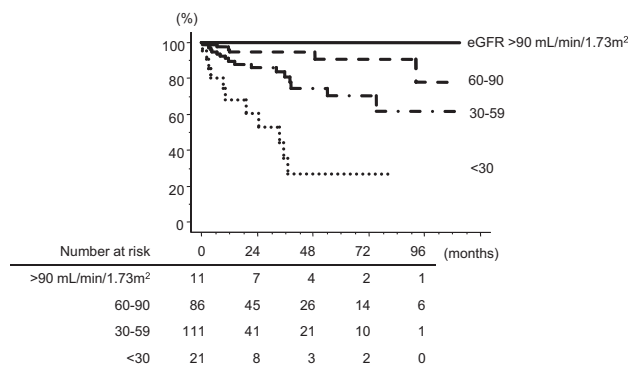 (%)
100
80
60
40
20
0
eGFR >90 mL/min/1.73m²
60-90
30-59
<30
Number at risk 0 24 48 72 96 (months)
>90 mL/min/1.73m² 11 7 4 2 1
60-90 86 45 26 14 6
30-59 111 41 21 10 1
<30 21 8 3 2 0